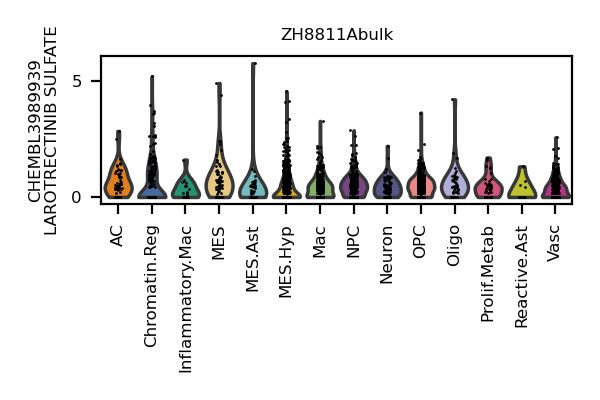 ZH8811Abulk
CHEMBL3989939
LAROTRECTINIB SULFATE
5
0
AC
Chromatin.Reg
Inflammatory.Mac
MES
MES.Ast
MES.Hyp
Mac
NPC
Neuron
OPC
Oligo
Prolif.Metab
Reactive.Ast
Vasc